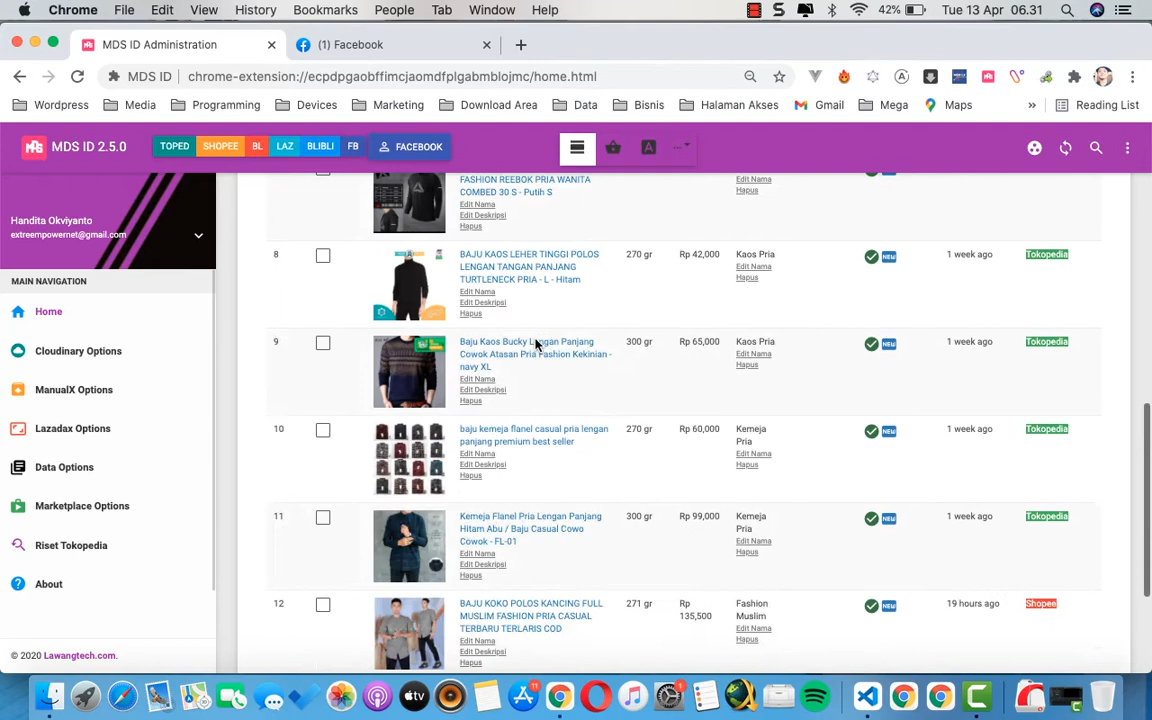 Chrome File Edit View History Bookmarks People Tab Window Help 42% Tue 13 Apr 06.31
MDS ID Administration (1) Facebook
MDS ID chrome-extension://ecpdpgaobffimcjaomdfplgabmblojmc/home.html
Wordpress Media Programming Devices Marketing Download Area Data Bisnis Halaman Akses Gmail Mega Maps » Reading List
MDS ID 2.5.0 TOPED SHOPEE BL LAZ BLIBLI FB FACEBOOK
Handita Okviyanto
extreempowernet@gmail.com
MAIN NAVIGATION
Home
Cloudinary Options
ManualX Options
Lazadax Options
Data Options
Marketplace Options
Riset Tokopedia
About
© 2020 Lawangtech.com.
FASHION REEBOK PRIA WANITA
COMBED 30 S - Putih S
Edit Nama
Edit Deskripsi
Hapus
Edit Nama
Hapus
8 BAJU KAOS LEHER TINGGI POLOS 270 gr Rp 42,000 Kaos Pria NEW 1 week ago Tokopedia
LENGAN TANGAN PANJANG Edit Nama
TURTLENECK PRIA - L - Hitam Hapus
Edit Nama
Edit Deskripsi
Hapus
9 Baju Kaos Bucky Lengan Panjang 300 gr Rp 65,000 Kaos Pria NEW 1 week ago Tokopedia
Cowok Atasan Pria Fashion Kekinian - Edit Nama
navy XL Hapus
Edit Nama
Edit Deskripsi
Hapus
10 baju kemeja flanel casual pria lengan 270 gr Rp 60,000 Kemeja NEW 1 week ago Tokopedia
panjang premium best seller Pria
Edit Nama Edit Nama
Edit Deskripsi Hapus
Hapus
11 Kemeja Flanel Pria Lengan Panjang 300 gr Rp 99,000 Kemeja NEW 1 week ago Tokopedia
Hitam Abu / Baju Casual Cowo Pria
Cowok - FL-01 Edit Nama
Edit Nama Hapus
Edit Deskripsi
Hapus
12 BAJU KOKO POLOS KANCING FULL 271 gr Rp Fashion NEW 19 hours ago Shopee
MUSLIM FASHION PRIA CASUAL 135,500 Muslim
TERBARU TERLARIS COD Edit Nama
Edit Nama Hapus
Edit Deskripsi
Hapus